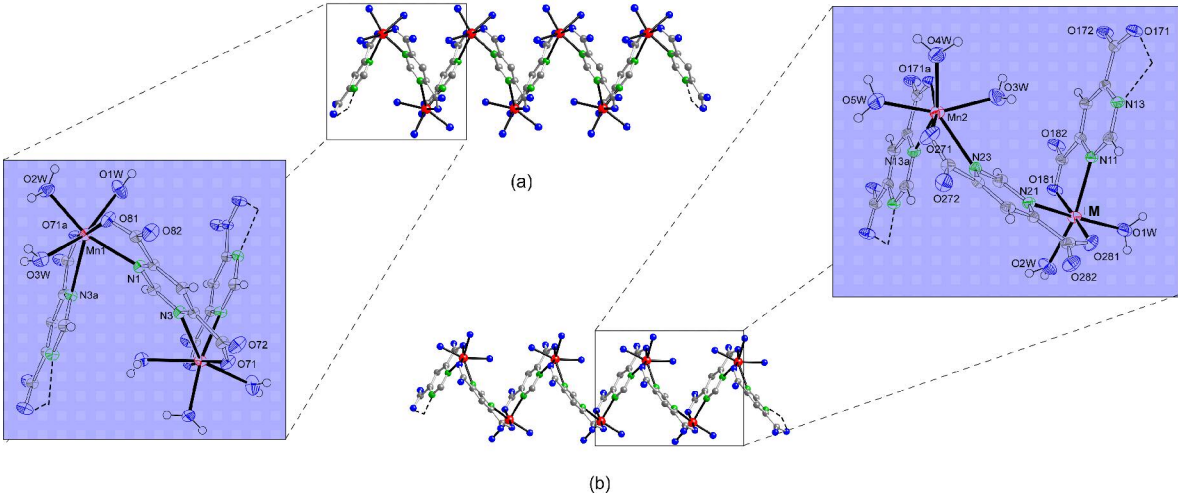 (a)
O2W
O1W
O71a
O81
O82
Mn1
O3W
N1
N3a
N3
O72
O71
O172
O171
O4W
O171a
O5W
O3W
Mn2
N13
O182
O271
N13a
N23
N11
O181
N21
O272
M
O1W
O281
O2W
O282
(b)